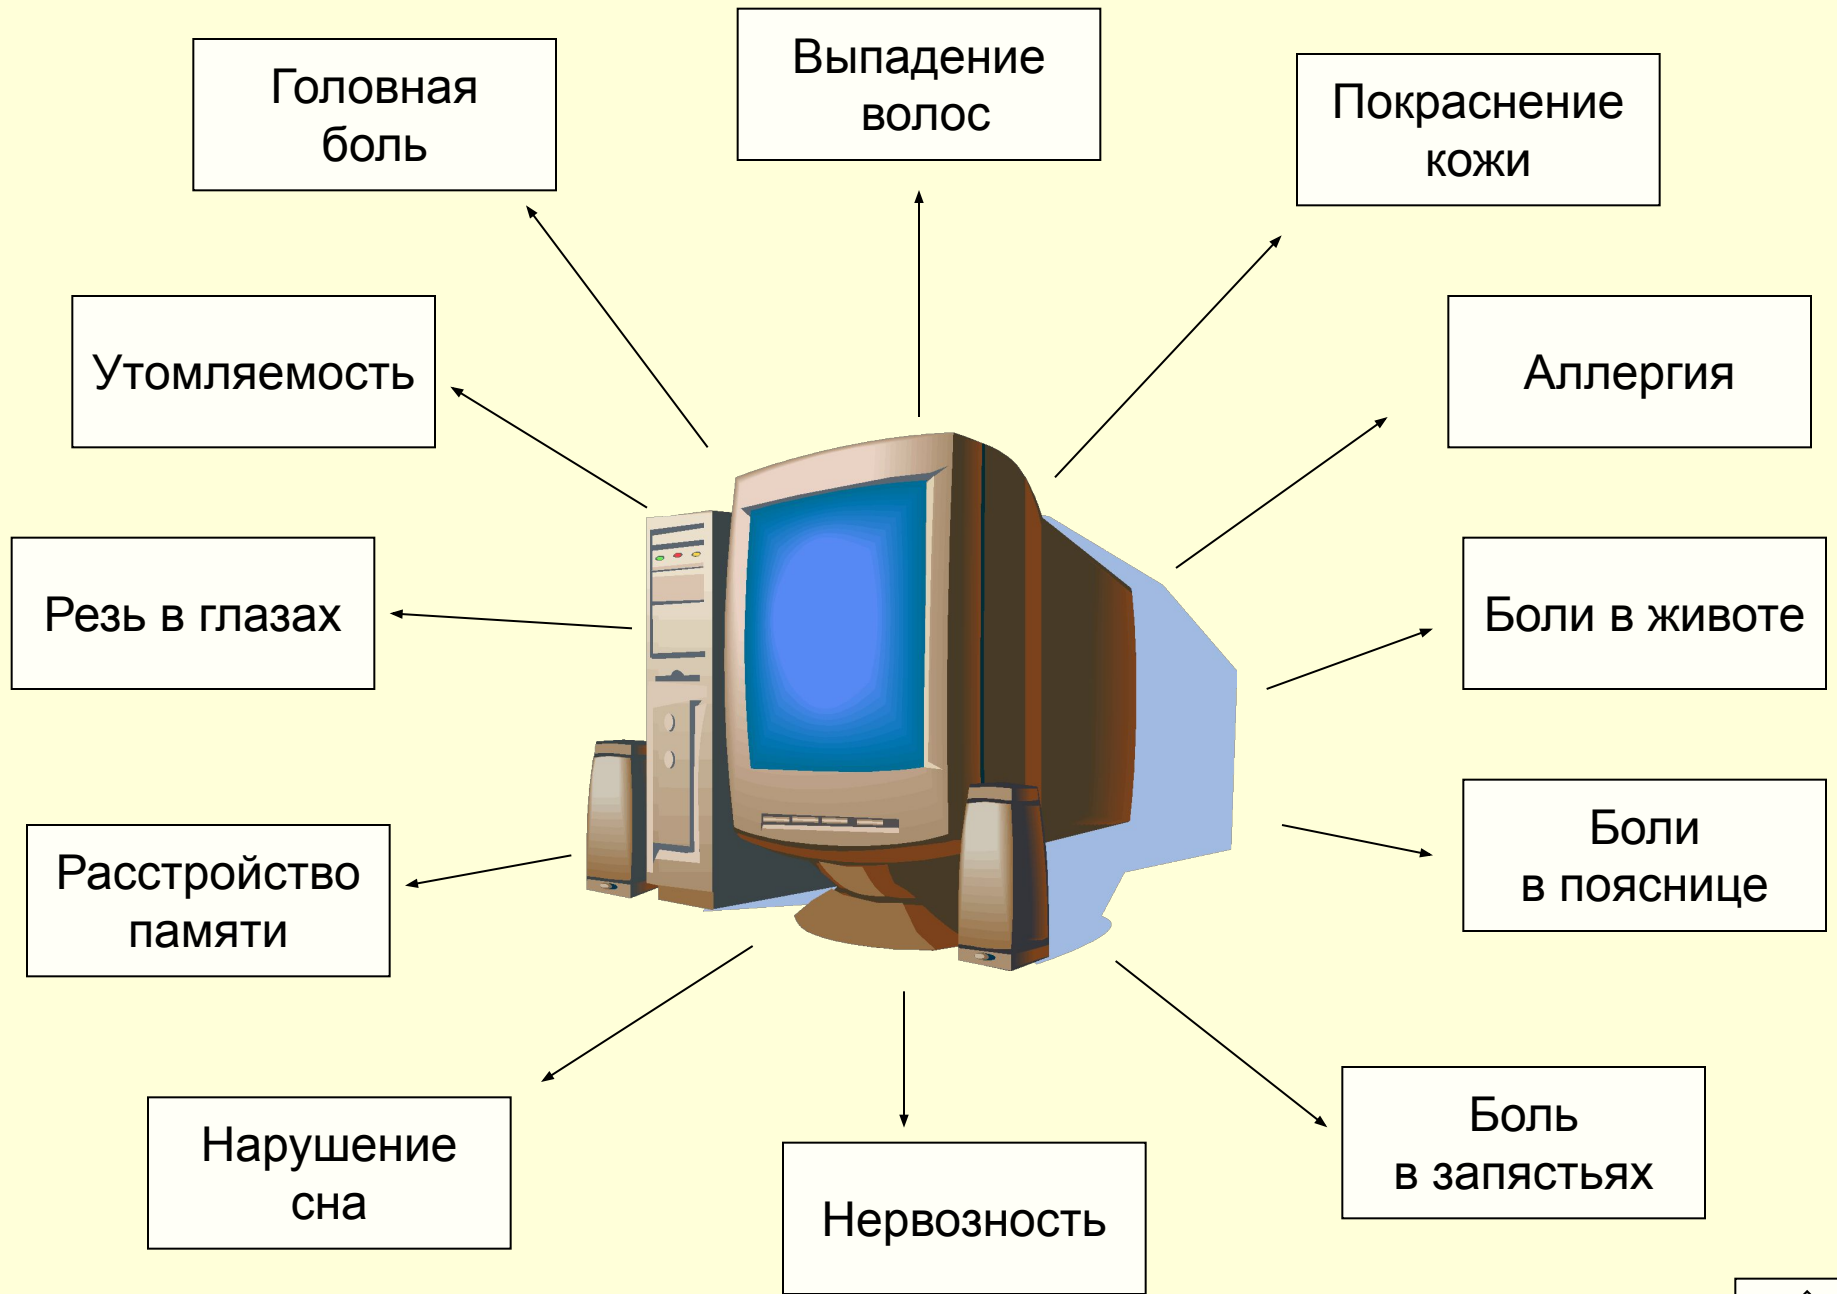 Выпадение
волос
Головная
боль
Покраснение
кожи
Утомляемость
Аллергия
Резь в глазах
Боли в животе
Расстройство
памяти
Боли
в пояснице
Нарушение
сна
Нервозность
Боль
в запястьях